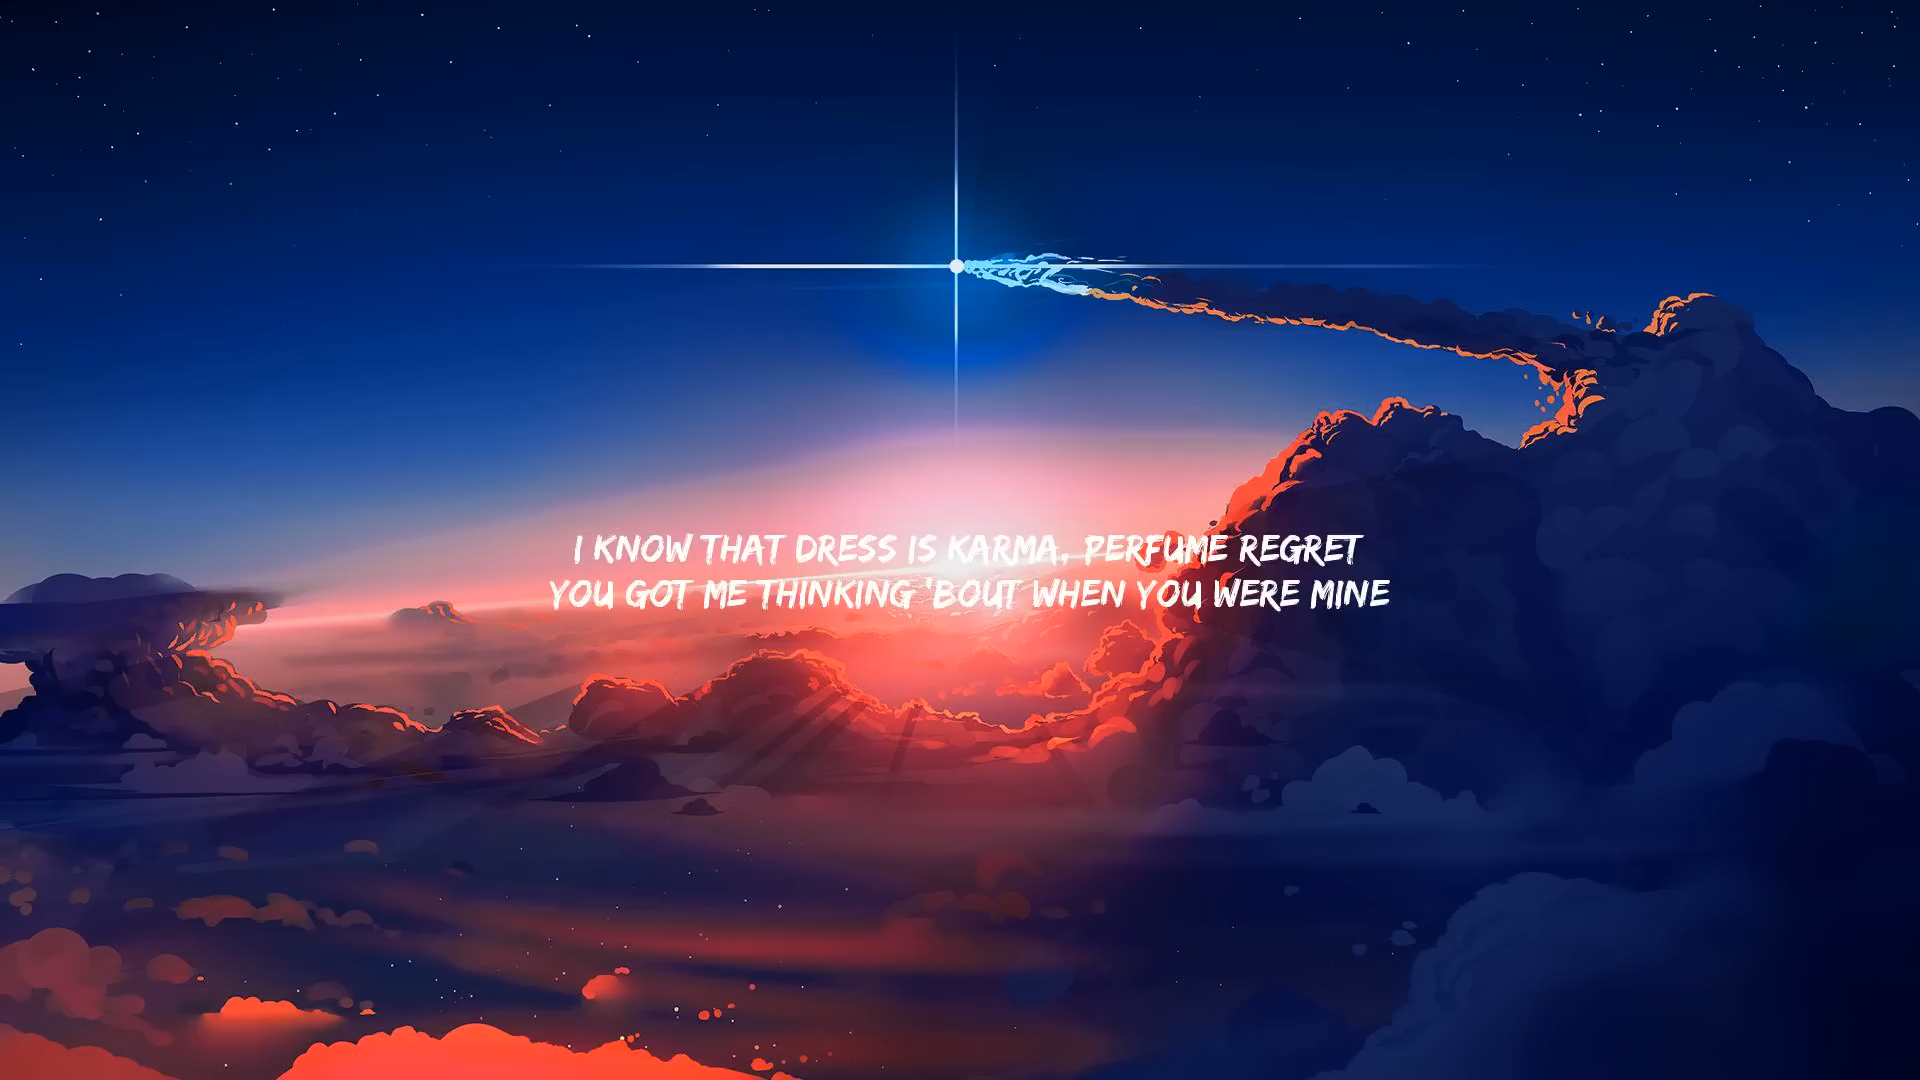 I KNOW THAT DRESS IS KARMA, PERFUME REGRET
YOU GOT ME THINKING 'BOUT WHEN YOU WERE MINE